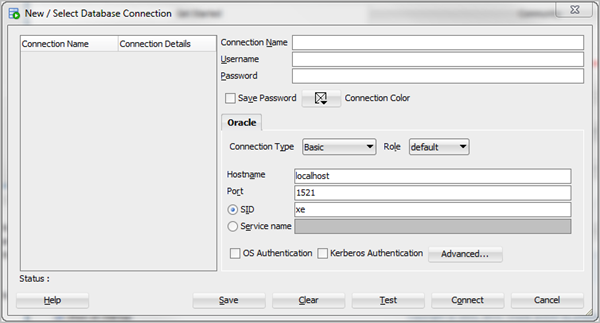 New / Select Database Connection
Connection Name Connection Details
Connection Name
Username
Password
Save Password Connection Color
Oracle
Connection Type Basic Role default
Hostname localhost
Port 1521
SID xe
Service name
OS Authentication Kerberos Authentication Advanced...
Status :
Help Save Clear Test Connect Cancel